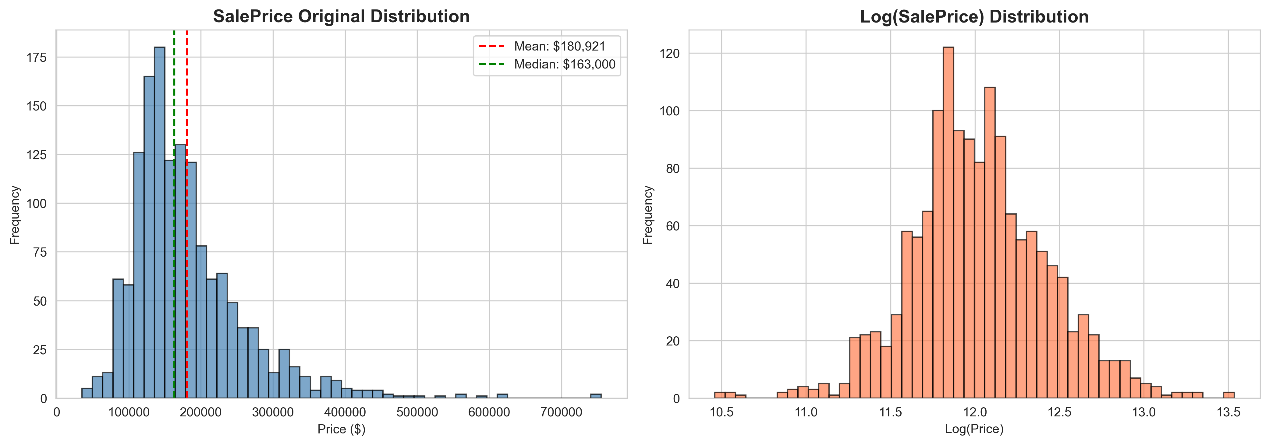 SalePrice Original Distribution
Mean: $180,921
Median: $163,000
175
150
125
100
75
50
25
0
Frequency
0 100000 200000 300000 400000 500000 600000 700000
Price ($)
Log(SalePrice) Distribution
120
100
80
60
40
20
0
Frequency
10.5 11.0 11.5 12.0 12.5 13.0 13.5
Log(Price)